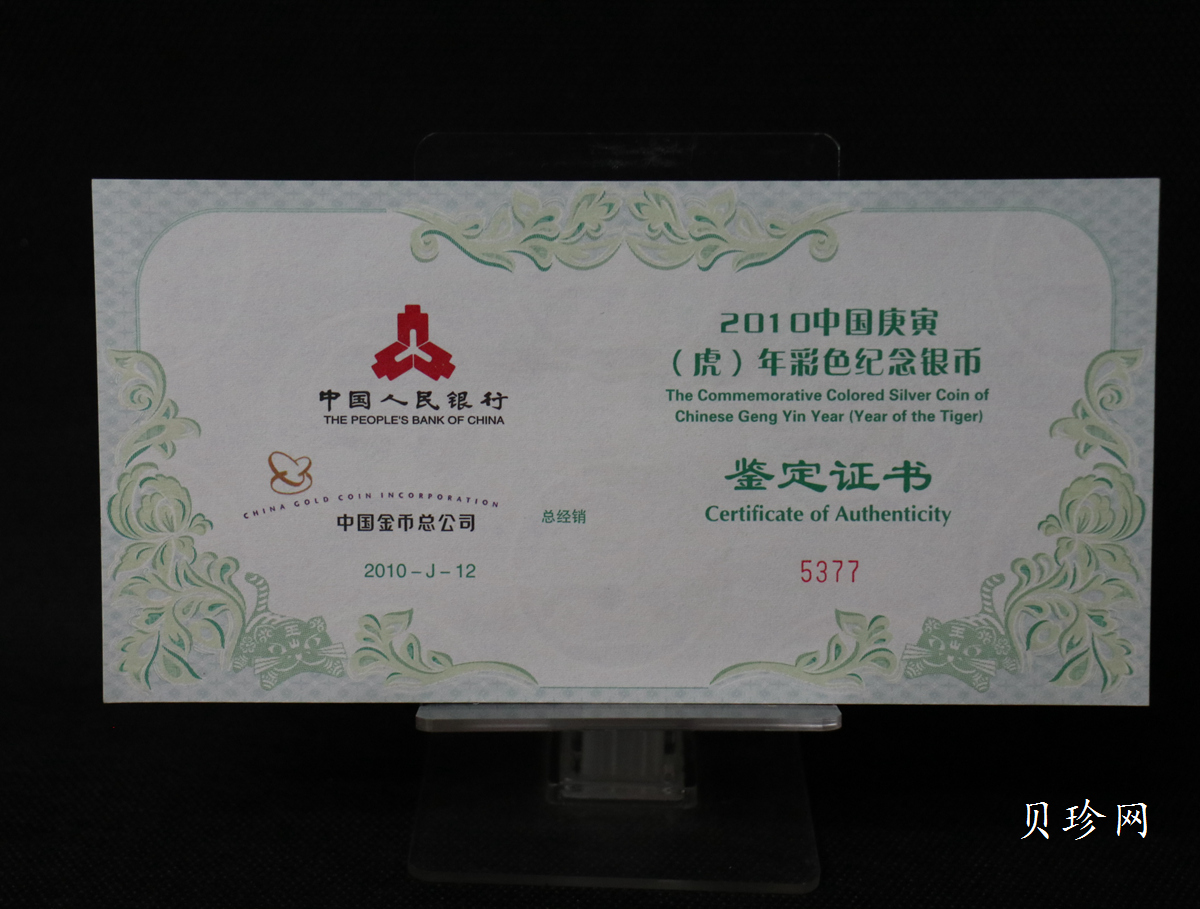 中国人民银行
THE PEOPLE'S BANK OF CHINA
CHINA GOLD COIN INCORPORATION
中国金币总公司
总经销
2010－J－12
2010中国庚寅
（虎）年彩色纪念银币
The Commemorative Colored Silver Coin of
Chinese Geng Yin Year (Year of the Tiger)
鉴定证书
Certificate of Authenticity
5377
贝珍网